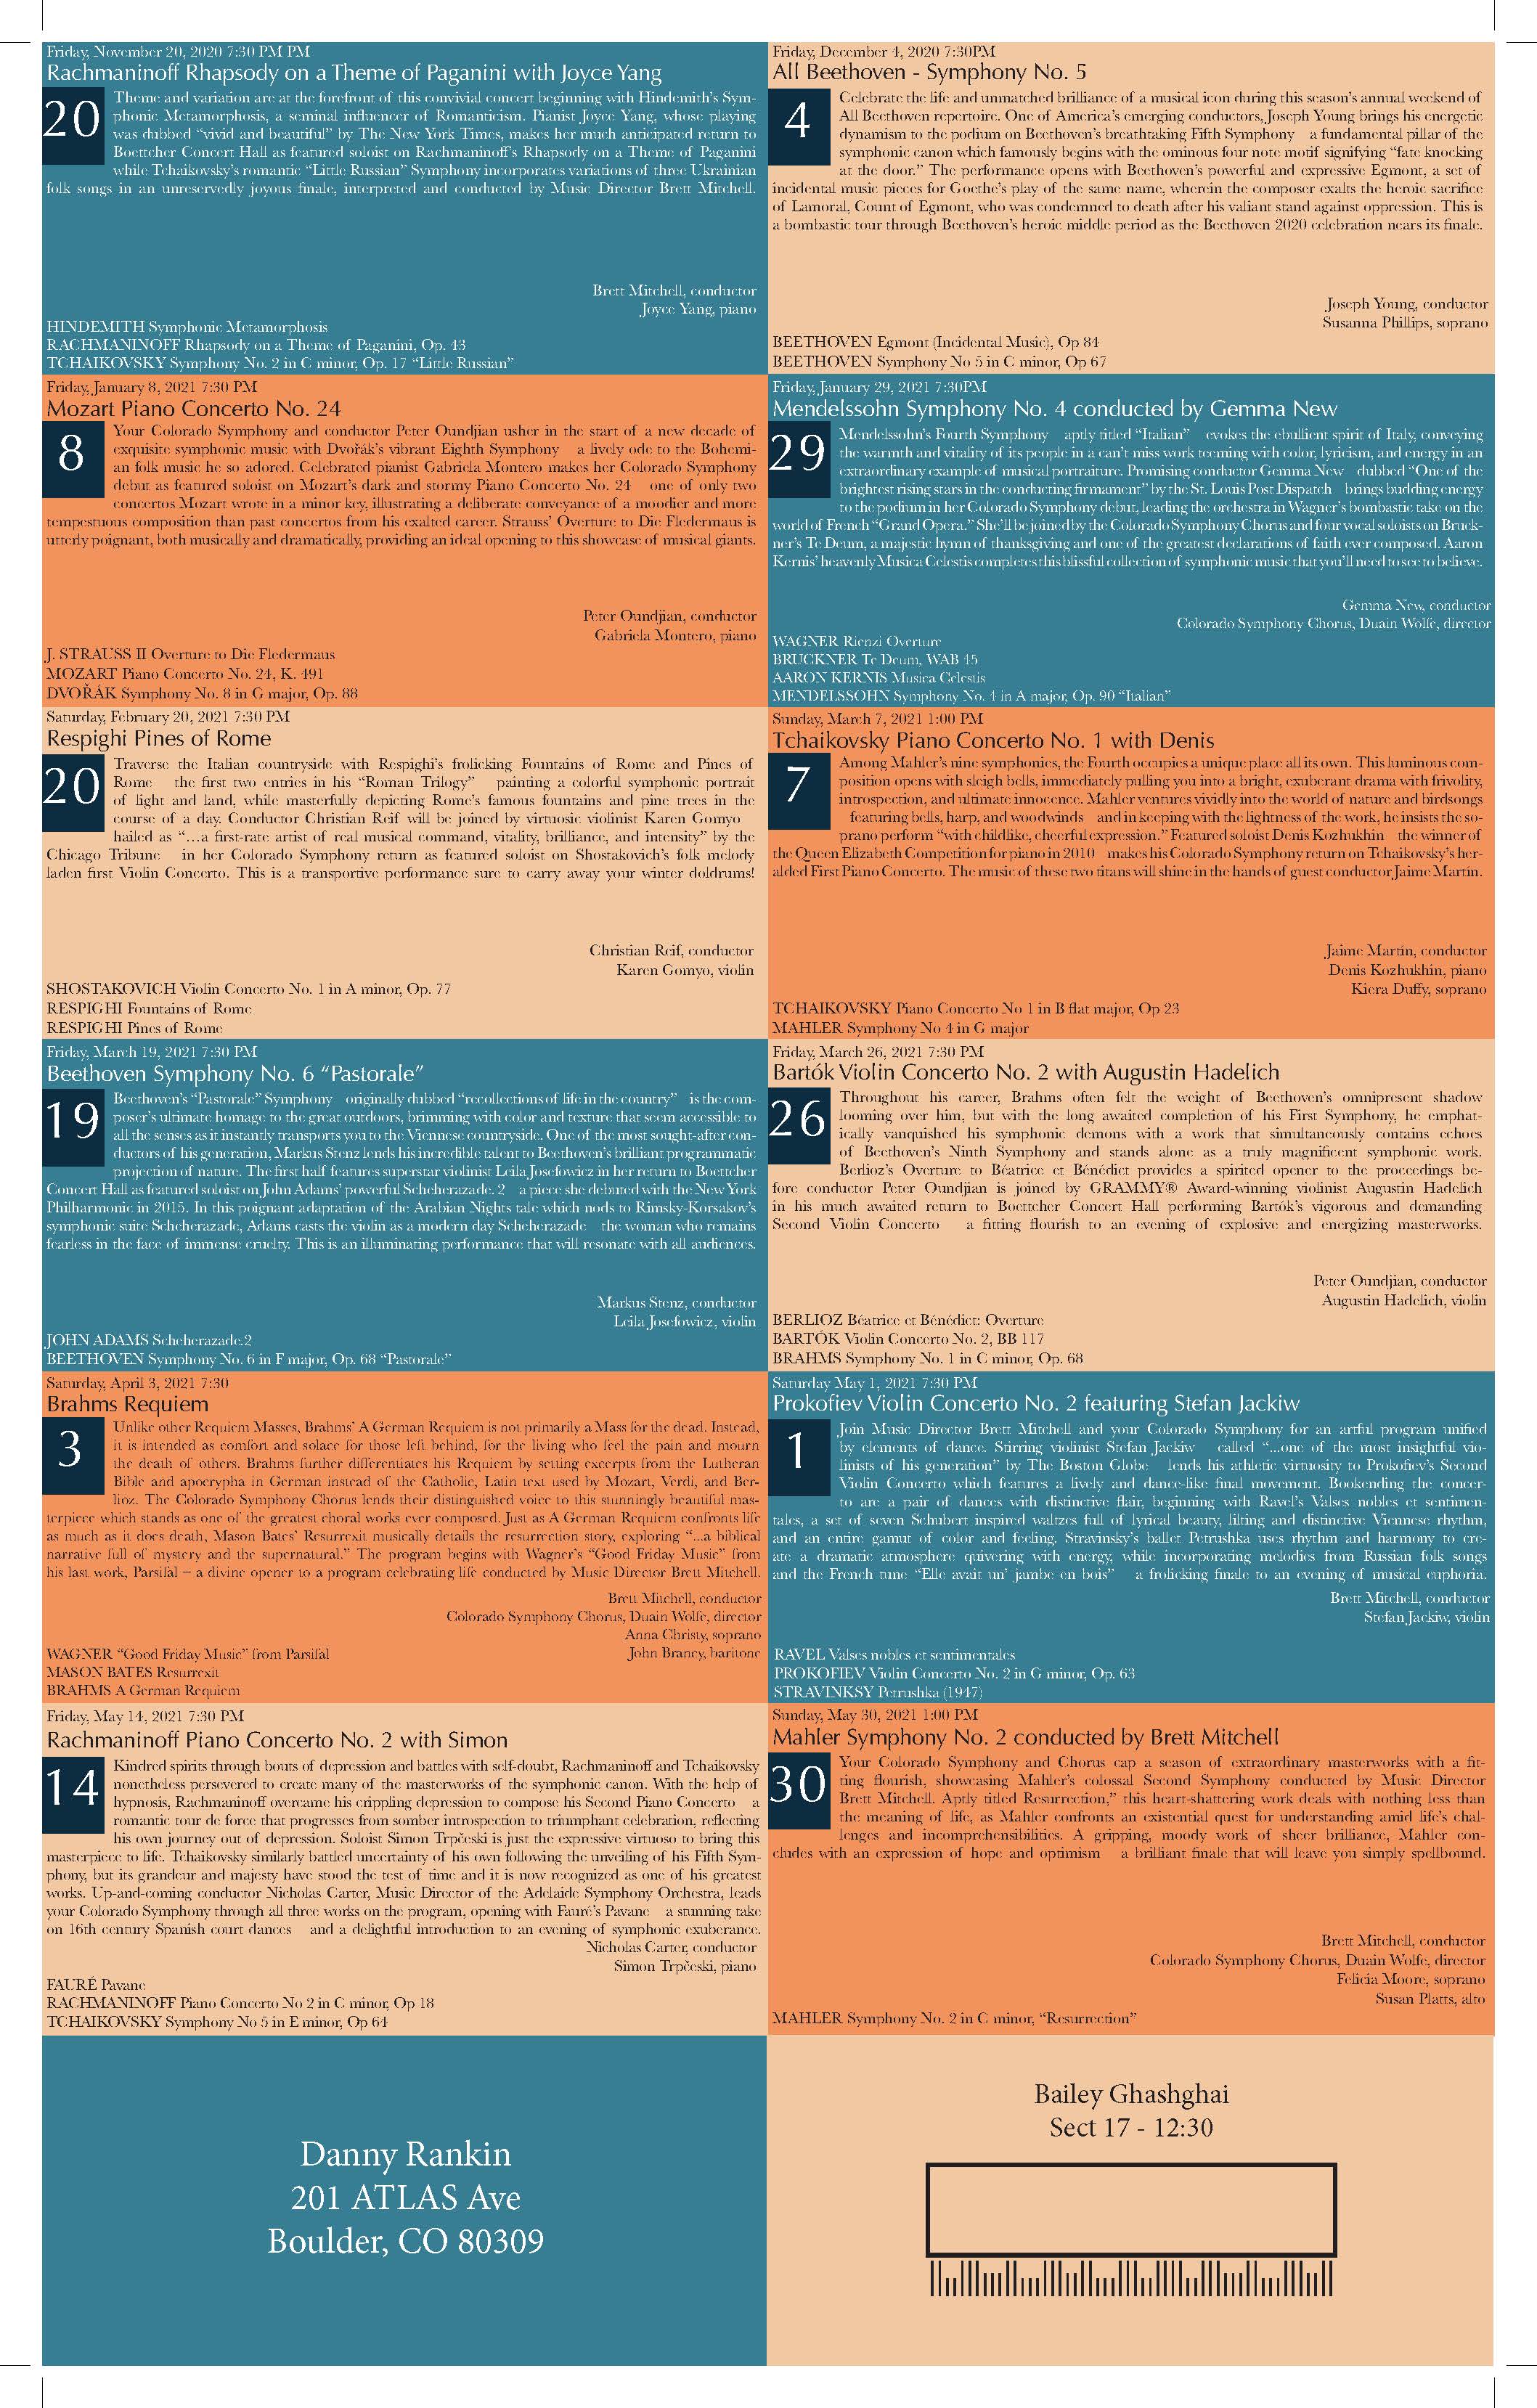 Friday, November 20, 2020 7:30 PM PM
Rachmaninoff Rhapsody on a Theme of Paganini with Joyce Yang
20
Theme and variation are at the forefront of this convivial concert beginning with Hindemith's Sym-
phonic Metamorphosis, a seminal influencer of Romanticism. Pianist Joyce Yang, whose playing
was dubbed "vivid and beautiful" by The New York Times, makes her much anticipated return to
Boettcher Concert Hall as featured soloist on Rachmaninoff's Rhapsody on a Theme of Paganini
while Tchaikovsky's romantic "Little Russian" Symphony incorporates variations of three Ukrainian
folk songs in an unreservedly joyous finale, interpreted and conducted by Music Director Brett Mitchell.
Brett Mitchell, conductor
Joyce Yang, piano
HINDEMITH Symphonic Metamorphosis
RACHMANINOFF Rhapsody on a Theme of Paganini, Op. 43
TCHAIKOVSKY Symphony No. 2 in C minor, Op. 17 "Little Russian"
Friday, December 4, 2020 7:30PM
All Beethoven - Symphony No. 5
4
Celebrate the life and unmatched brilliance of a musical icon during this season's annual weekend of
All Beethoven repertoire. One of America's emerging conductors, Joseph Young brings his energetic
dynamism to the podium on Beethoven's breathtaking Fifth Symphony a fundamental pillar of the
symphonic canon which famously begins with the ominous four note motif signifying "fate knocking
at the door." The performance opens with Beethoven's powerful and expressive Egmont, a set of
incidental music pieces for Goethe's play of the same name, wherein the composer exalts the heroic sacrifice
of Lamoral, Count of Egmont, who was condemned to death after his valiant stand against oppression. This is
a bombastic tour through Beethoven's heroic middle period as the Beethoven 2020 celebration nears its finale.
Joseph Young, conductor
Susanna Phillips, soprano
BEETHOVEN Egmont (Incidental Music), Op 84
BEETHOVEN Symphony No 5 in C minor, Op 67
Friday, January 8, 2021 7:30 PM
Mozart Piano Concerto No. 24
8
Your Colorado Symphony and conductor Peter Oundjian usher in the start of a new decade of
exquisite symphonic music with Dvořák's vibrant Eighth Symphony a lively ode to the Bohemi-
an folk music he so adored. Celebrated pianist Gabriela Montero makes her Colorado Symphony
debut as featured soloist on Mozart's dark and stormy Piano Concerto No. 24 one of only two
concertos Mozart wrote in a minor key, illustrating a deliberate conveyance of a moodier and more
tempestuous composition than past concertos from his exalted career. Strauss' Overture to Die Fledermaus is
utterly poignant, both musically and dramatically, providing an ideal opening to this showcase of musical giants.
Peter Oundjian, conductor
Gabriela Montero, piano
J. STRAUSS II Overture to Die Fledermaus
MOZART Piano Concerto No. 24, K. 491
DVOŘÁK Symphony No. 8 in G major, Op. 88
Friday, January 29, 2021 7:30PM
Mendelssohn Symphony No. 4 conducted by Gemma New
29
Mendelssohn's Fourth Symphony aptly titled "Italian" evokes the ebullient spirit of Italy, conveying
the warmth and vitality of its people in a can't miss work teeming with color, lyricism, and energy in an
extraordinary example of musical portraiture. Promising conductor Gemma New dubbed "One of the
brightest rising stars in the conducting firmament" by the St. Louis Post Dispatch brings budding energy
to the podium in her Colorado Symphony debut, leading the orchestra in Wagner's bombastic take on the
world of French "Grand Opera." She'll be joined by the Colorado Symphony Chorus and four vocal soloists on Bruck-
ner's Te Deum, a majestic hymn of thanksgiving and one of the greatest declarations of faith ever composed. Aaron
Kernis' heavenly Musica Celestis completes this blissful collection of symphonic music that you'll need to see to believe.
Gemma New, conductor
Colorado Symphony Chorus, Duain Wolfe, director
WAGNER Rienzi Overture
BRUCKNER Te Deum, WAB 45
AARON KERNIS Musica Celestis
MENDELSSOHN Symphony No. 4 in A major, Op. 90 "Italian"
Saturday, February 20, 2021 7:30 PM
Respighi Pines of Rome
20
Traverse the Italian countryside with Respighi's frolicking Fountains of Rome and Pines of
Rome the first two entries in his "Roman Trilogy" painting a colorful symphonic portrait
of light and land, while masterfully depicting Rome's famous fountains and pine trees in the
course of a day. Conductor Christian Reif will be joined by virtuosic violinist Karen Gomyo
hailed as "…a first-rate artist of real musical command, vitality, brilliance, and intensity" by the
Chicago Tribune in her Colorado Symphony return as featured soloist on Shostakovich's folk melody
laden first Violin Concerto. This is a transportive performance sure to carry away your winter doldrums!
Christian Reif, conductor
Karen Gomyo, violin
SHOSTAKOVICH Violin Concerto No. 1 in A minor, Op. 77
RESPIGHI Fountains of Rome
RESPIGHI Pines of Rome
Sunday, March 7, 2021 1:00 PM
Tchaikovsky Piano Concerto No. 1 with Denis
7
Among Mahler's nine symphonies, the Fourth occupies a unique place all its own. This luminous com-
position opens with sleigh bells, immediately pulling you into a bright, exuberant drama with frivolity,
introspection, and ultimate innocence. Mahler ventures vividly into the world of nature and birdsongs
featuring bells, harp, and woodwinds and in keeping with the lightness of the work, he insists the so-
prano perform "with childlike, cheerful expression." Featured soloist Denis Kozhukhin the winner of
the Queen Elizabeth Competition for piano in 2010 makes his Colorado Symphony return on Tchaikovsky's her-
alded First Piano Concerto. The music of these two titans will shine in the hands of guest conductor Jaime Martín.
Jaime Martín, conductor
Denis Kozhukhin, piano
Kiera Duffy, soprano
TCHAIKOVSKY Piano Concerto No 1 in B flat major, Op 23
MAHLER Symphony No 4 in G major
Friday, March 19, 2021 7:30 PM
Beethoven Symphony No. 6 "Pastorale"
19
Beethoven's "Pastorale" Symphony originally dubbed "recollections of life in the country" is the com-
poser's ultimate homage to the great outdoors, brimming with color and texture that seem accessible to
all the senses as it instantly transports you to the Viennese countryside. One of the most sought-after con-
ductors of his generation, Markus Stenz lends his incredible talent to Beethoven's brilliant programmatic
projection of nature. The first half features superstar violinist Leila Josefowicz in her return to Boettcher
Concert Hall as featured soloist on John Adams' powerful Scheherazade. 2 a piece she debuted with the New York
Philharmonic in 2015. In this poignant adaptation of the Arabian Nights tale which nods to Rimsky-Korsakov's
symphonic suite Scheherazade, Adams casts the violin as a modern day Scheherazade the woman who remains
fearless in the face of immense cruelty. This is an illuminating performance that will resonate with all audiences.
Markus Stenz, conductor
Leila Josefowicz, violin
JOHN ADAMS Scheherazade.2
BEETHOVEN Symphony No. 6 in F major, Op. 68 "Pastorale"
Friday, March 26, 2021 7:30 PM
Bartók Violin Concerto No. 2 with Augustin Hadelich
26
Throughout his career, Brahms often felt the weight of Beethoven's omnipresent shadow
looming over him, but with the long awaited completion of his First Symphony, he emphat-
ically vanquished his symphonic demons with a work that simultaneously contains echoes
of Beethoven's Ninth Symphony and stands alone as a truly magnificent symphonic work.
Berlioz's Overture to Béatrice et Bénédict provides a spirited opener to the proceedings be-
fore conductor Peter Oundjian is joined by GRAMMY® Award-winning violinist Augustin Hadelich
in his much awaited return to Boettcher Concert Hall performing Bartók's vigorous and demanding
Second Violin Concerto a fitting flourish to an evening of explosive and energizing masterworks.
Peter Oundjian, conductor
Augustin Hadelich, violin
BERLIOZ Béatrice et Bénédict: Overture
BARTÓK Violin Concerto No. 2, BB 117
BRAHMS Symphony No. 1 in C minor, Op. 68
Saturday, April 3, 2021 7:30
Brahms Requiem
3
Unlike other Requiem Masses, Brahms' A German Requiem is not primarily a Mass for the dead. Instead,
it is intended as comfort and solace for those left behind, for the living who feel the pain and mourn
the death of others. Brahms further differentiates his Requiem by setting excerpts from the Lutheran
Bible and apocrypha in German instead of the Catholic, Latin text used by Mozart, Verdi, and Ber-
lioz. The Colorado Symphony Chorus lends their distinguished voice to this stunningly beautiful mas-
terpiece which stands as one of the greatest choral works ever composed. Just as A German Requiem confronts life
as much as it does death, Mason Bates' Resurrexit musically details the resurrection story, exploring "...a biblical
narrative full of mystery and the supernatural." The program begins with Wagner's "Good Friday Music" from
his last work, Parsifal – a divine opener to a program celebrating life conducted by Music Director Brett Mitchell.
Brett Mitchell, conductor
Colorado Symphony Chorus, Duain Wolfe, director
Anna Christy, soprano
John Brancy, baritone
WAGNER "Good Friday Music" from Parsifal
MASON BATES Resurrexit
BRAHMS A German Requiem
Saturday May 1, 2021 7:30 PM
Prokofiev Violin Concerto No. 2 featuring Stefan Jackiw
1
Join Music Director Brett Mitchell and your Colorado Symphony for an artful program unified
by elements of dance. Stirring violinist Stefan Jackiw called "...one of the most insightful vio-
linists of his generation" by The Boston Globe lends his athletic virtuosity to Prokofiev's Second
Violin Concerto which features a lively and dance-like final movement. Bookending the concer-
to are a pair of dances with distinctive flair, beginning with Ravel's Valses nobles et sentimen-
tales, a set of seven Schubert inspired waltzes full of lyrical beauty, lilting and distinctive Viennese rhythm,
and an entire gamut of color and feeling. Stravinsky's ballet Petrushka uses rhythm and harmony to cre-
ate a dramatic atmosphere quivering with energy, while incorporating melodies from Russian folk songs
and the French tune "Elle avait un' jambe en bois" a frolicking finale to an evening of musical euphoria.
Brett Mitchell, conductor
Stefan Jackiw, violin
RAVEL Valses nobles et sentimentales
PROKOFIEV Violin Concerto No. 2 in G minor, Op. 63
STRAVINKSY Petrushka (1947)
Friday, May 14, 2021 7:30 PM
Rachmaninoff Piano Concerto No. 2 with Simon
14
Kindred spirits through bouts of depression and battles with self-doubt, Rachmaninoff and Tchaikovsky
nonetheless persevered to create many of the masterworks of the symphonic canon. With the help of
hypnosis, Rachmaninoff overcame his crippling depression to compose his Second Piano Concerto a
romantic tour de force that progresses from somber introspection to triumphant celebration, reflecting
his own journey out of depression. Soloist Simon Trpčeski is just the expressive virtuoso to bring this
masterpiece to life. Tchaikovsky similarly battled uncertainty of his own following the unveiling of his Fifth Sym-
phony, but its grandeur and majesty have stood the test of time and it is now recognized as one of his greatest
works. Up-and-coming conductor Nicholas Carter, Music Director of the Adelaide Symphony Orchestra, leads
your Colorado Symphony through all three works on the program, opening with Fauré's Pavane a stunning take
on 16th century Spanish court dances and a delightful introduction to an evening of symphonic exuberance.
Nicholas Carter, conductor
Simon Trpčeski, piano
FAURÉ Pavane
RACHMANINOFF Piano Concerto No 2 in C minor, Op 18
TCHAIKOVSKY Symphony No 5 in E minor, Op 64
Sunday, May 30, 2021 1:00 PM
Mahler Symphony No. 2 conducted by Brett Mitchell
30
Your Colorado Symphony and Chorus cap a season of extraordinary masterworks with a fit-
ting flourish, showcasing Mahler's colossal Second Symphony conducted by Music Director
Brett Mitchell. Aptly titled Resurrection," this heart-shattering work deals with nothing less than
the meaning of life, as Mahler confronts an existential quest for understanding amid life's chal-
lenges and incomprehensibilities. A gripping, moody work of sheer brilliance, Mahler con-
cludes with an expression of hope and optimism a brilliant finale that will leave you simply spellbound.
Brett Mitchell, conductor
Colorado Symphony Chorus, Duain Wolfe, director
Felicia Moore, soprano
Susan Platts, alto
MAHLER Symphony No. 2 in C minor, "Resurrection"
Danny Rankin
201 ATLAS Ave
Boulder, CO 80309
Bailey Ghashghai
Sect 17 - 12:30